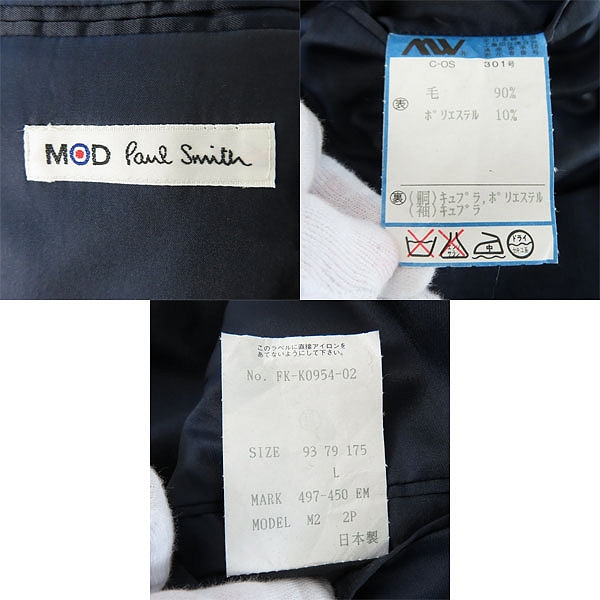 MOD Paul Smith
MW
C-OS 301号
表 毛 90%
ポリエステル 10%
裏 (胴)キュプラ,ポリエステル
(袖)キュプラ
ドライ
このラベルに直接アイロンを
あてないようにして下さい。
No. FK-K0954-02
SIZE 93 79 175
L
MARK 497-450 EM
MODEL M2 2P
日本製